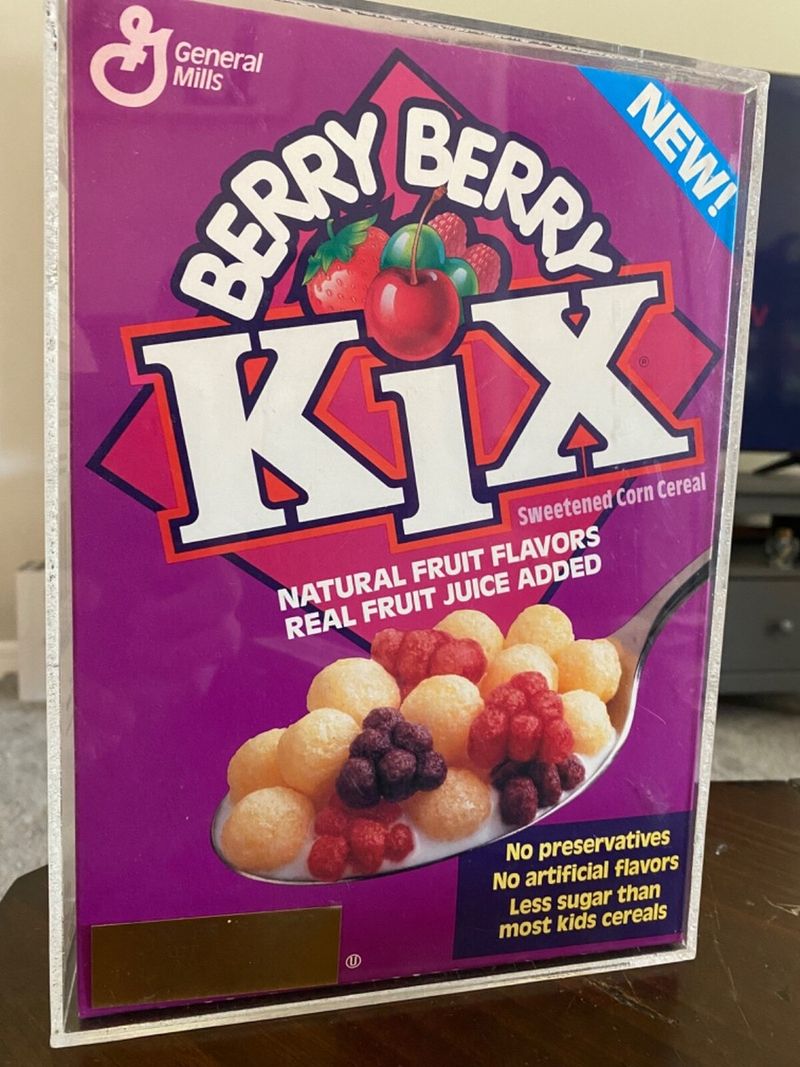 General
Mills
NEW!
BERRY BERRY
KiX®
Sweetened Corn Cereal
NATURAL FRUIT FLAVORS
REAL FRUIT JUICE ADDED
No preservatives
No artificial flavors
Less sugar than
most kids cereals
Ⓤ